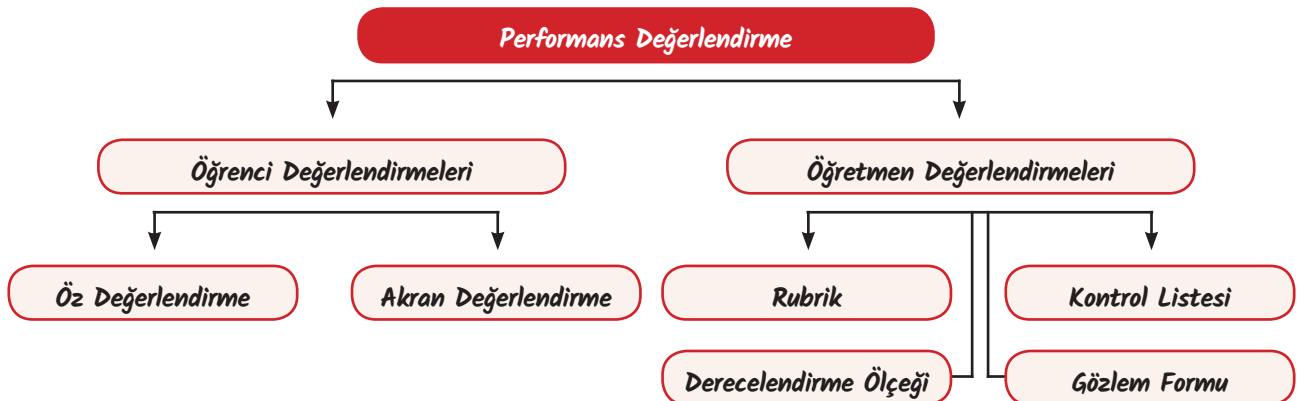 Performans Değerlendirme
Öğrenci Değerlendirmeleri
Öğretmen Değerlendirmeleri
Öz Değerlendirme
Akran Değerlendirme
Rubrik
Kontrol Listesi
Derecelendirme Ölçeği
Gözlem Formu